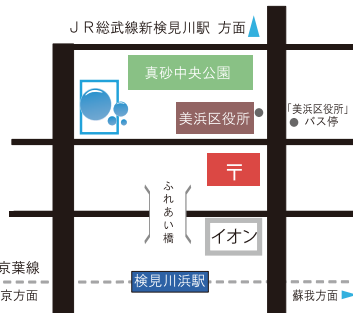 JR総武線新検見川駅 方面
真砂中央公園
美浜区役所
「美浜区役所」
バス停
〒
ふれあい橋
イオン
京葉線
検見川浜駅
京方面
蘇我方面